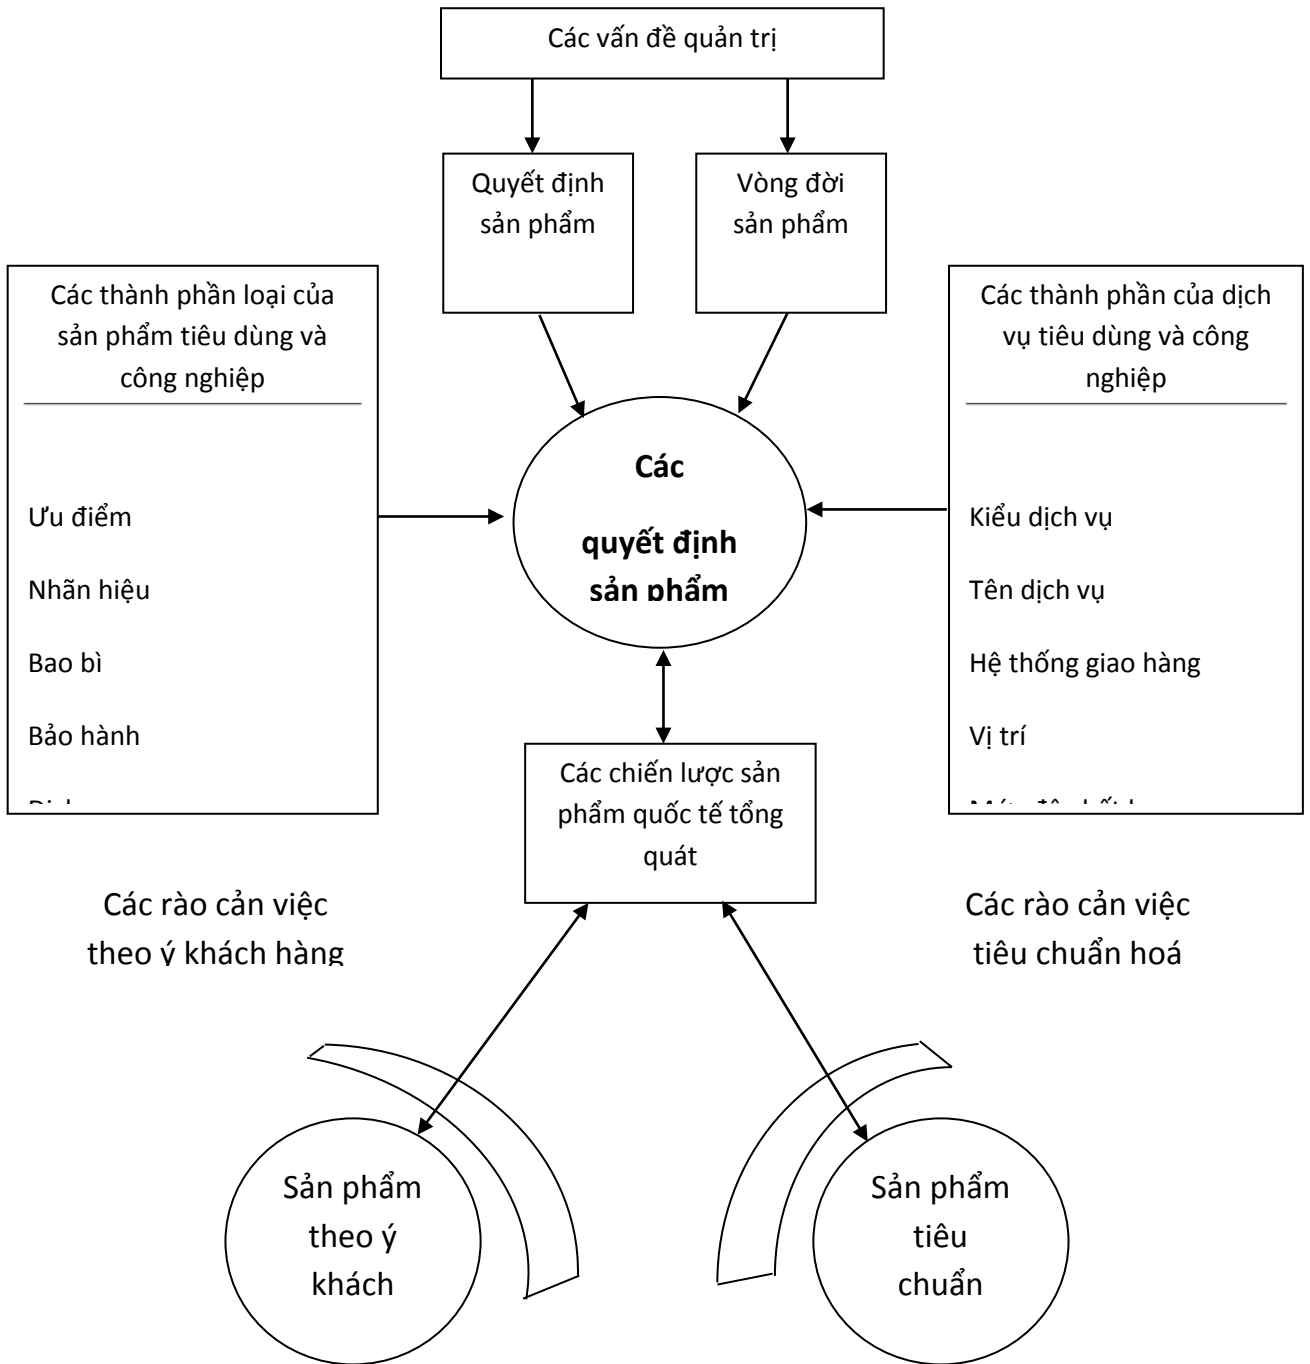 Các vấn đề quản trị
Quyết định
sản phẩm
Vòng đời
sản phẩm
Các thành phần loại của
sản phẩm tiêu dùng và
công nghiệp
Ưu điểm
Nhãn hiệu
Bao bì
Bảo hành
Các thành phần của dịch
vụ tiêu dùng và công
nghiệp
Kiểu dịch vụ
Tên dịch vụ
Hệ thống giao hàng
Vị trí
Các
quyết định
sản phẩm
Các chiến lược sản
phẩm quốc tế tổng
quát
Các rào cản việc
theo ý khách hàng
Các rào cản việc
tiêu chuẩn hoá
Sản phẩm
theo ý
khách
Sản phẩm
tiêu
chuẩn